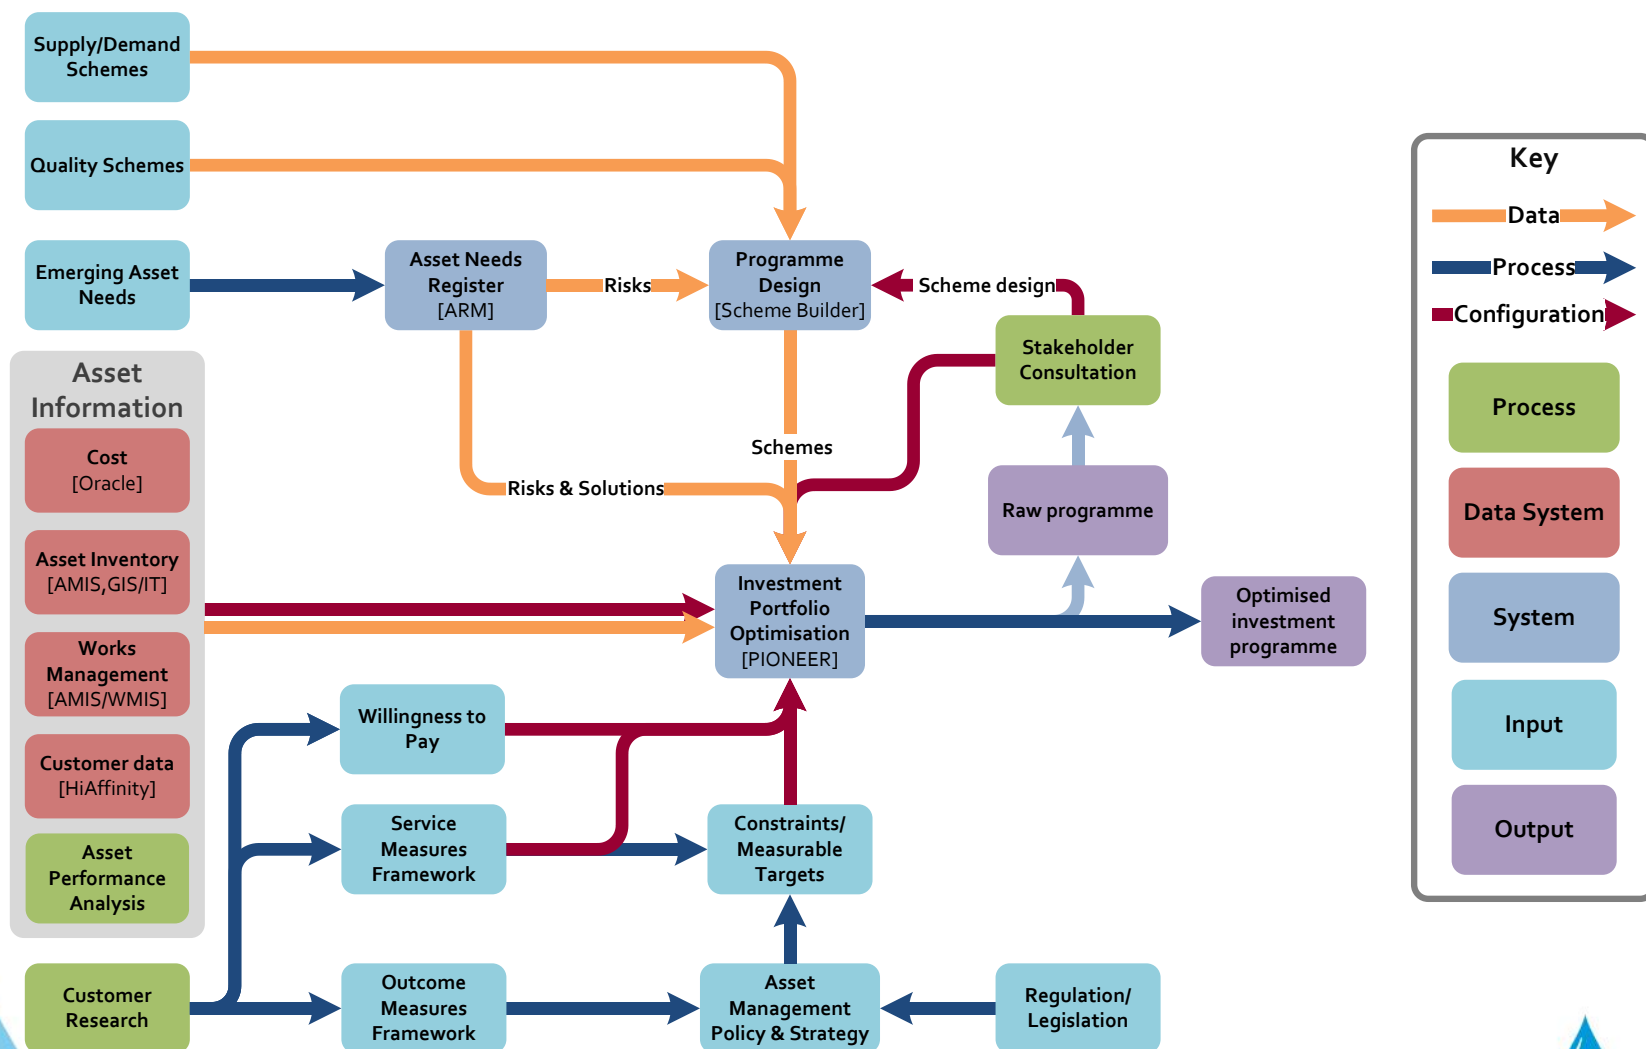 Supply/Demand
Schemes
Quality Schemes
Emerging Asset
Needs
Asset Needs
Register
[ARM]
Risks
Programme
Design
[Scheme Builder]
Scheme design
Stakeholder
Consultation
Asset
Information
Cost
[Oracle]
Asset Inventory
[AMIS,GIS/IT]
Works
Management
[AMIS/WMIS]
Customer data
[HiAffinity]
Asset
Performance
Analysis
Customer
Research
Schemes
Risks & Solutions
Raw programme
Investment
Portfolio
Optimisation
[PIONEER]
Optimised
investment
programme
Willingness to
Pay
Service
Measures
Framework
Constraints/
Measurable
Targets
Outcome
Measures
Framework
Asset
Management
Policy & Strategy
Regulation/
Legislation
Key
Data
Process
Configuration
Process
Data System
System
Input
Output